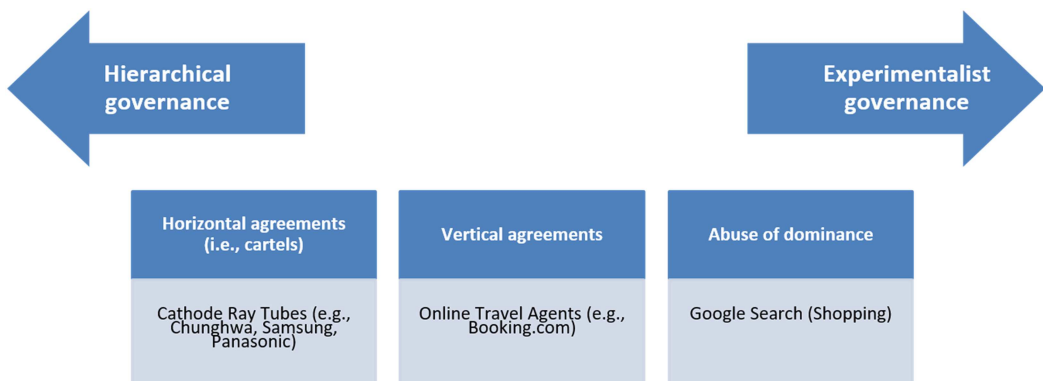 Hierarchical
governance
Experimentalist
governance
Horizontal agreements
(i.e., cartels)
Vertical agreements
Abuse of dominance
Cathode Ray Tubes (e.g.,
Chunghwa, Samsung,
Panasonic)
Online Travel Agents (e.g.,
Booking.com)
Google Search (Shopping)